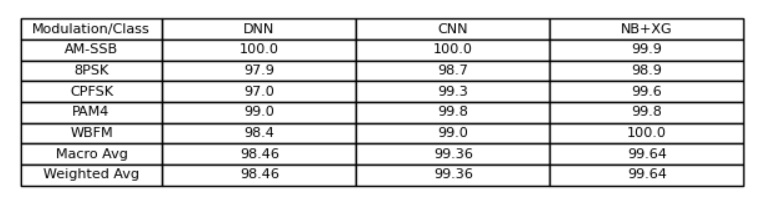 Modulation/Class DNN CNN NB+XG
AM-SSB 100.0 100.0 99.9
8PSK 97.9 98.7 98.9
CPFSK 97.0 99.3 99.6
PAM4 99.0 99.8 99.8
WBFM 98.4 99.0 100.0
Macro Avg 98.46 99.36 99.64
Weighted Avg 98.46 99.36 99.64